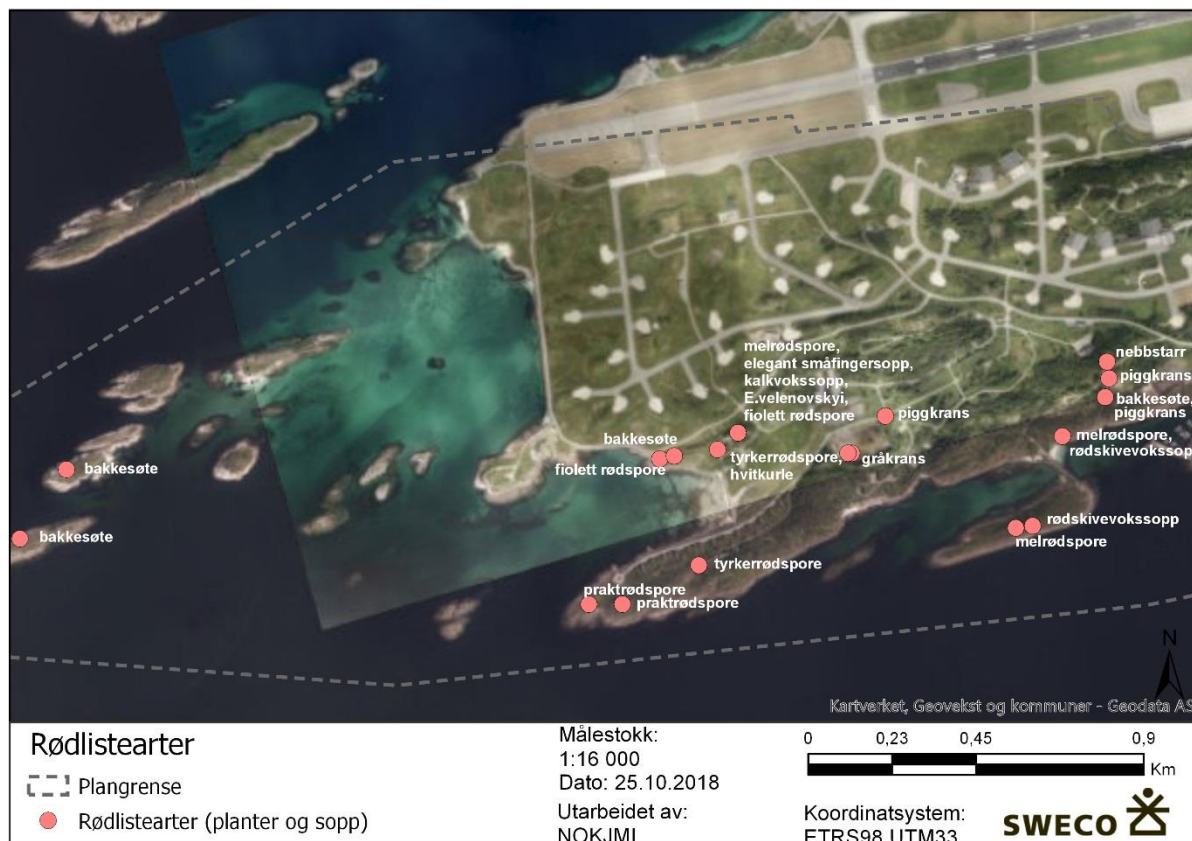 melrødspore,
elegant småfingersopp,
kalkvokssopp,
E.velenovskyi,
fiolett rødspore
nebbstarr
piggkrans
bakkesøte,
piggkrans
piggkrans
melrødspore,
rødskivevokssopp
bakkesøte
fiolett rødspore
tyrkerrødspore,
hvitkurle
gråkrans
bakkesøte
bakkesøte
rødskivevokssopp
melrødspore
tyrkerrødspore
praktrødspore
praktrødspore
N
Kartverket, Geovekst og kommuner - Geodata AS
Rødlistearter
Plangrense
Rødlistearter (planter og sopp)
Målestokk:
1:16 000
Dato: 25.10.2018
Utarbeidet av:
NOKJMI
0 0,23 0,45 0,9
Km
Koordinatsystem:
ETRS98 UTM33
SWECO